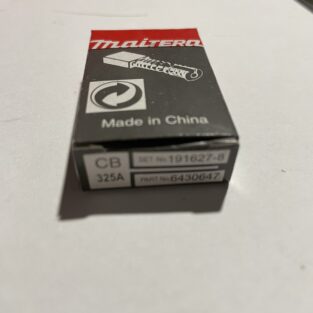 maitera
Made in China
CB
325A
SET No. 191627-8
PART No. 6430647